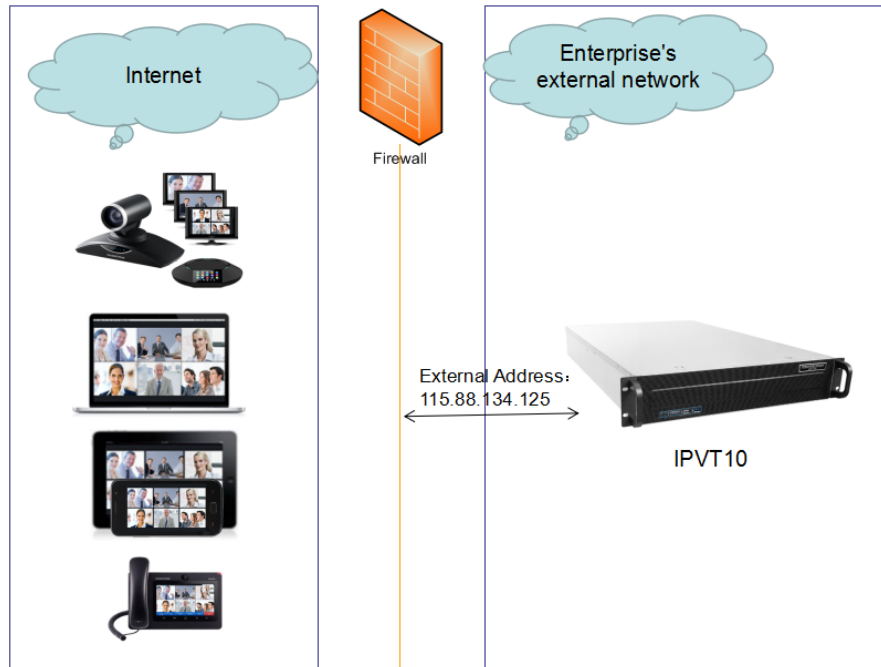 Internet
Enterprise's
external network
Firewall
External Address：
115.88.134.125
IPVT10